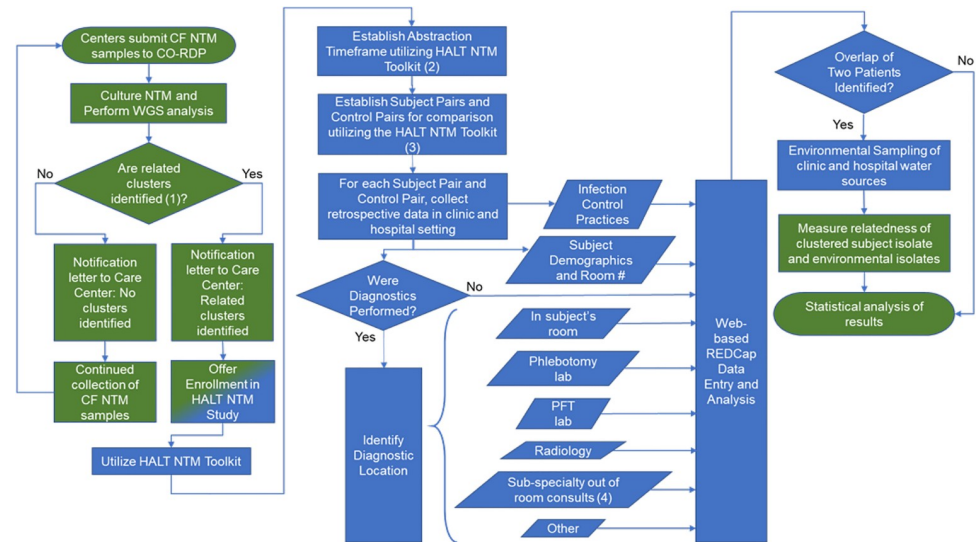 Centers submit CF NTM
samples to CO-RDP
Culture NTM and
Perform WGS analysis
Are related
clusters
identified (1)?
No
Yes
Notification
letter to Care
Center: No
clusters
identified
Notification
letter to Care
Center:
Related
clusters
identified
Continued
collection of
CF NTM
samples
Offer
Enrollment in
HALT NTM
Study
Utilize HALT NTM Toolkit
Establish Abstraction
Timeframe utilizing HALT NTM
Toolkit (2)
Establish Subject Pairs and
Control Pairs for comparison
utilizing the HALT NTM Toolkit
(3)
For each Subject Pair and
Control Pair, collect
retrospective data in clinic and
hospital setting
Were
Diagnostics
Performed?
No
Yes
Identify
Diagnostic
Location
Infection
Control
Practices
Subject
Demographics
and Room #
In subject's
room
Phlebotomy
lab
PFT
lab
Radiology
Sub-specialty out of
room consults (4)
Other
Web-
based
REDCap
Data
Entry and
Analysis
Overlap of
Two Patients
Identified?
No
Yes
Environmental Sampling of
clinic and hospital water
sources
Measure relatedness of
clustered subject isolate
and environmental isolates
Statistical analysis of
results